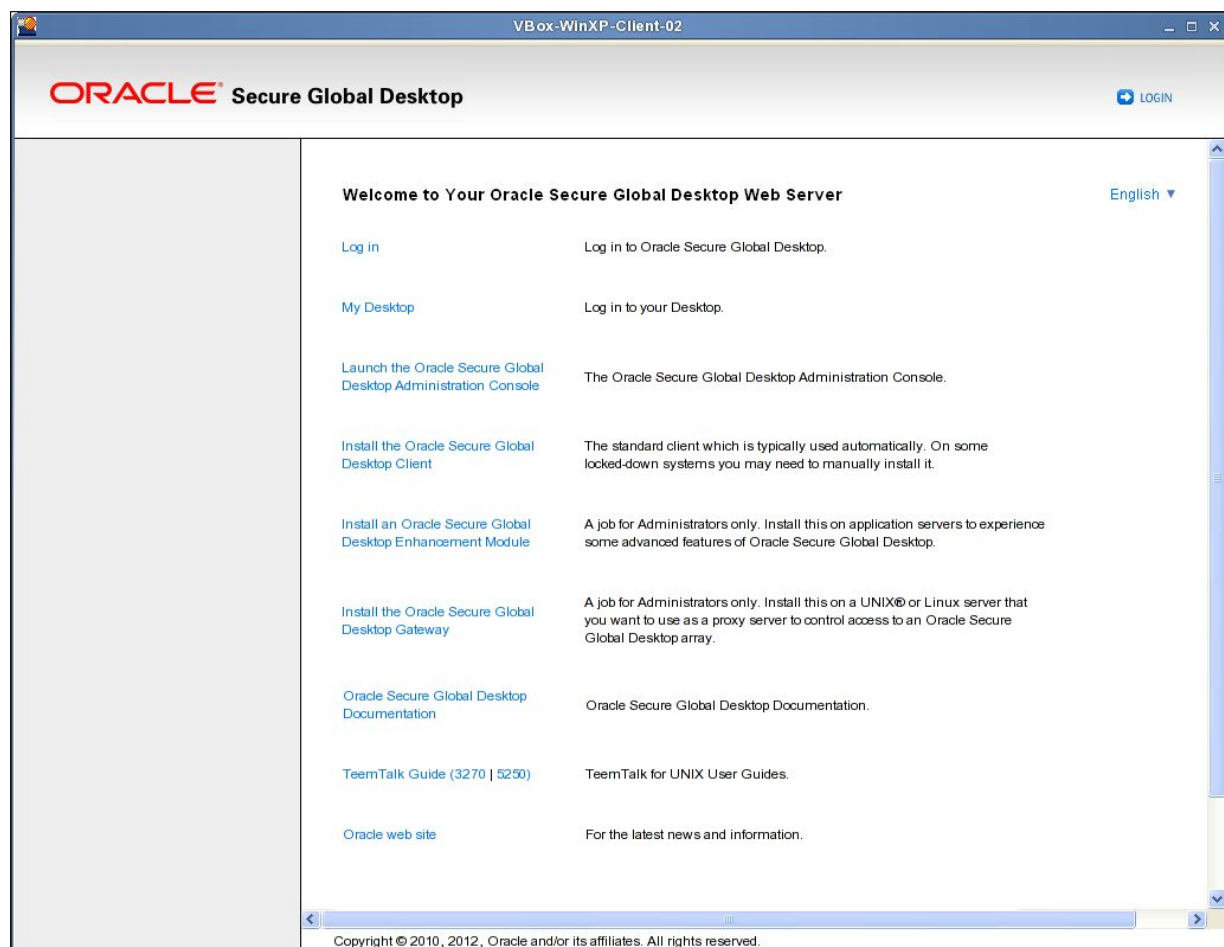 VBox-WinXP-Client-02
ORACLE® Secure Global Desktop
LOGIN
Welcome to Your Oracle Secure Global Desktop Web Server
English ▼
Log in
Log in to Oracle Secure Global Desktop.
My Desktop
Log in to your Desktop.
Launch the Oracle Secure Global
Desktop Administration Console
The Oracle Secure Global Desktop Administration Console.
Install the Oracle Secure Global
Desktop Client
The standard client which is typically used automatically. On some
locked-down systems you may need to manually install it.
Install an Oracle Secure Global
Desktop Enhancement Module
A job for Administrators only. Install this on application servers to experience
some advanced features of Oracle Secure Global Desktop.
Install the Oracle Secure Global
Desktop Gateway
A job for Administrators only. Install this on a UNIX® or Linux server that
you want to use as a proxy server to control access to an Oracle Secure
Global Desktop array.
Oracle Secure Global Desktop
Documentation
Oracle Secure Global Desktop Documentation.
TeemTalk Guide (3270 | 5250)
TeemTalk for UNIX User Guides.
Oracle web site
For the latest news and information.
Copyright © 2010, 2012, Oracle and/or its affiliates. All rights reserved.